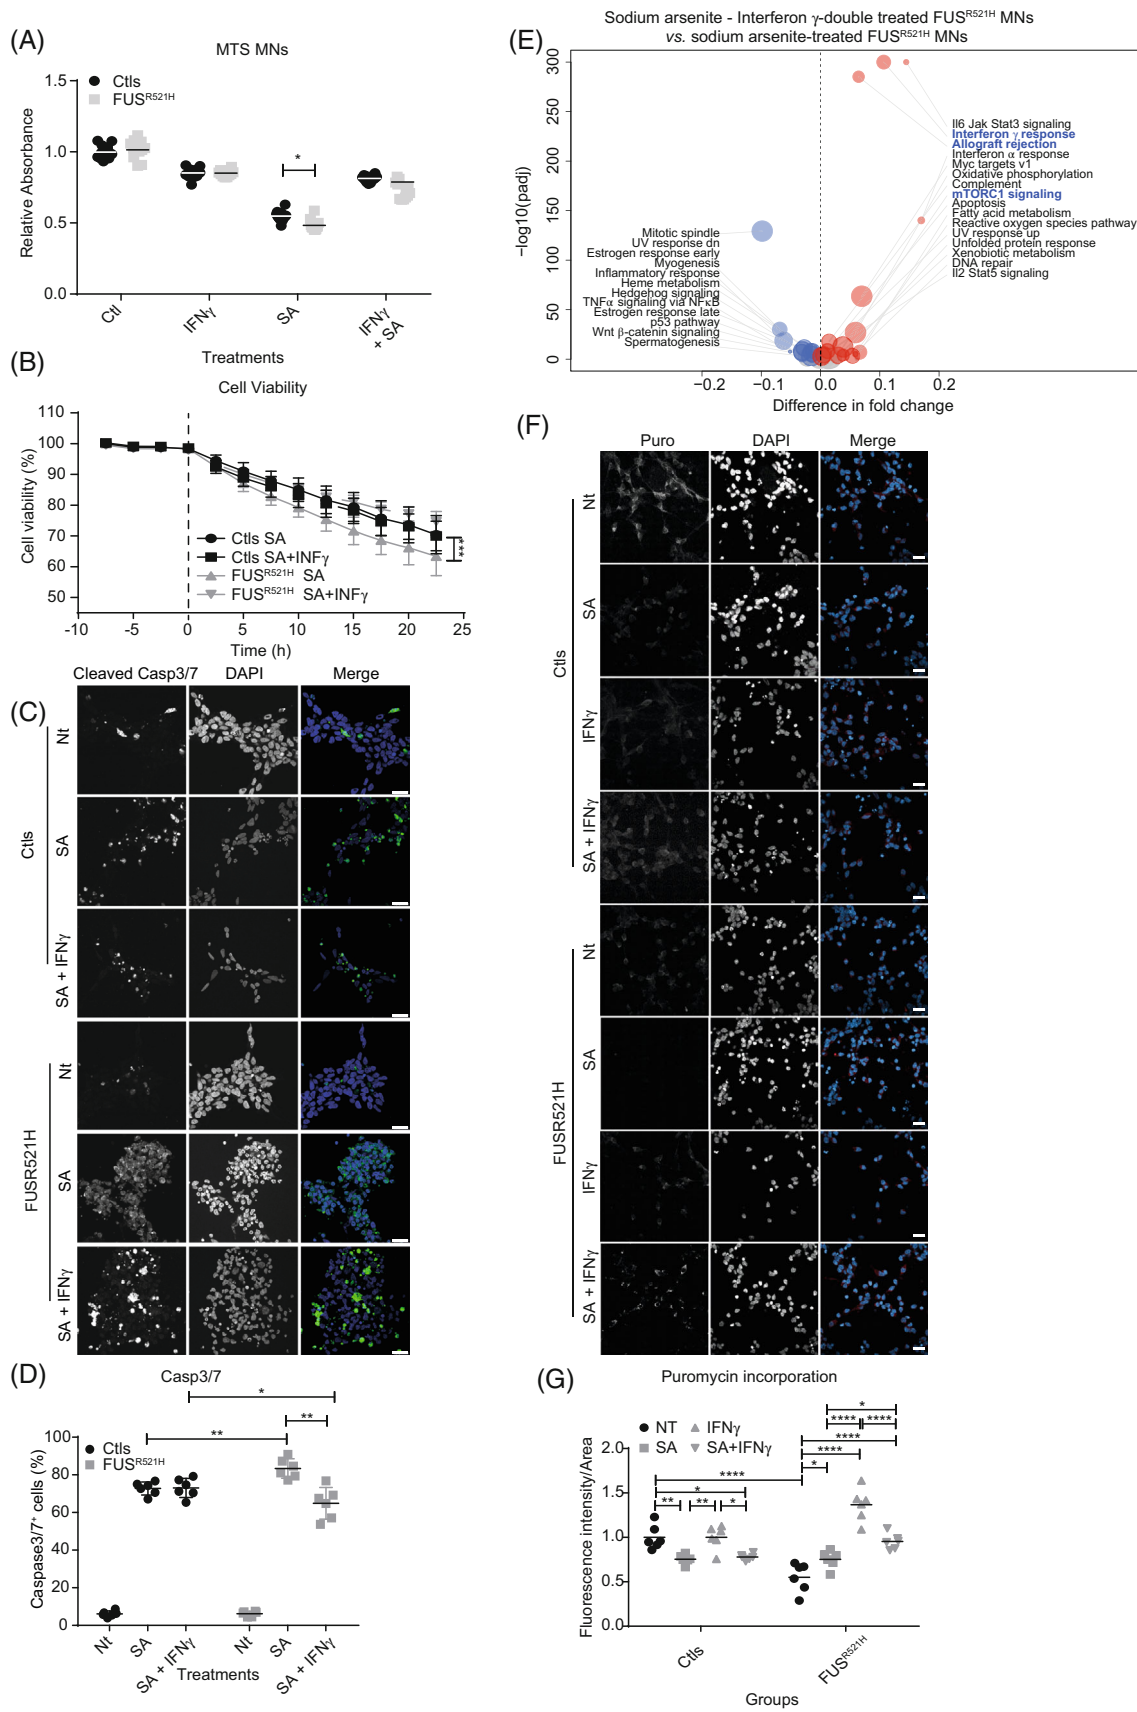 (A)
MTS MNs
Ctls
FUSR521H
Relative Absorbance
1.5
1.0
0.5
0.0
*
Ctl
IFNγ
SA
IFNγ + SA
Treatments
(B)
Cell Viability
Cell viability (%)
110
100
90
80
70
60
50
Ctls SA
Ctls SA+INFγ
FUSR521H SA
FUSR521H SA+INFγ
***
-10 -5 0 5 10 15 20 25
Time (h)
(C)
Cleaved Casp3/7 DAPI Merge
Ctls
Nt
SA
SA + IFNγ
FUSR521H
Nt
SA
SA + IFNγ
(D)
Casp3/7
Ctls
FUSR521H
Caspase3/7+ cells (%)
100
80
60
40
20
0
*
**
**
Nt
SA
SA + IFNγ
Nt
SA
SA + IFNγ
Treatments
(E)
Sodium arsenite - Interferon γ-double treated FUSR521H MNs
vs. sodium arsenite-treated FUSR521H MNs
−log10(padj)
300
250
200
150
100
50
0
Mitotic spindle
UV response dn
Estrogen response early
Myogenesis
Inflammatory response
Heme metabolism
Hedgehog signaling
TNFα signaling via NFκB
Estrogen response late
p53 pathway
Wnt β-catenin signaling
Spermatogenesis
Il6 Jak Stat3 signaling
Interferon γ response
Allograft rejection
Interferon α response
Myc targets v1
Oxidative phosphorylation
Complement
mTORC1 signaling
Apoptosis
Fatty acid metabolism
Reactive oxygen species pathway
UV response up
Unfolded protein response
Xenobiotic metabolism
DNA repair
Il2 Stat5 signaling
−0.2 −0.1 0.0 0.1 0.2
Difference in fold change
(F)
Puro DAPI Merge
Ctls
Nt
SA
IFNγ
SA + IFNγ
FUSR521H
Nt
SA
IFNγ
SA + IFNγ
(G)
Puromycin incorporation
NT IFNγ
SA SA+IFNγ
Fluorescence intensity/Area
2.0
1.5
1.0
0.5
0.0
****
*
** ** *
*
**** ****
****
****
*
Ctls
FUSR521H
Groups